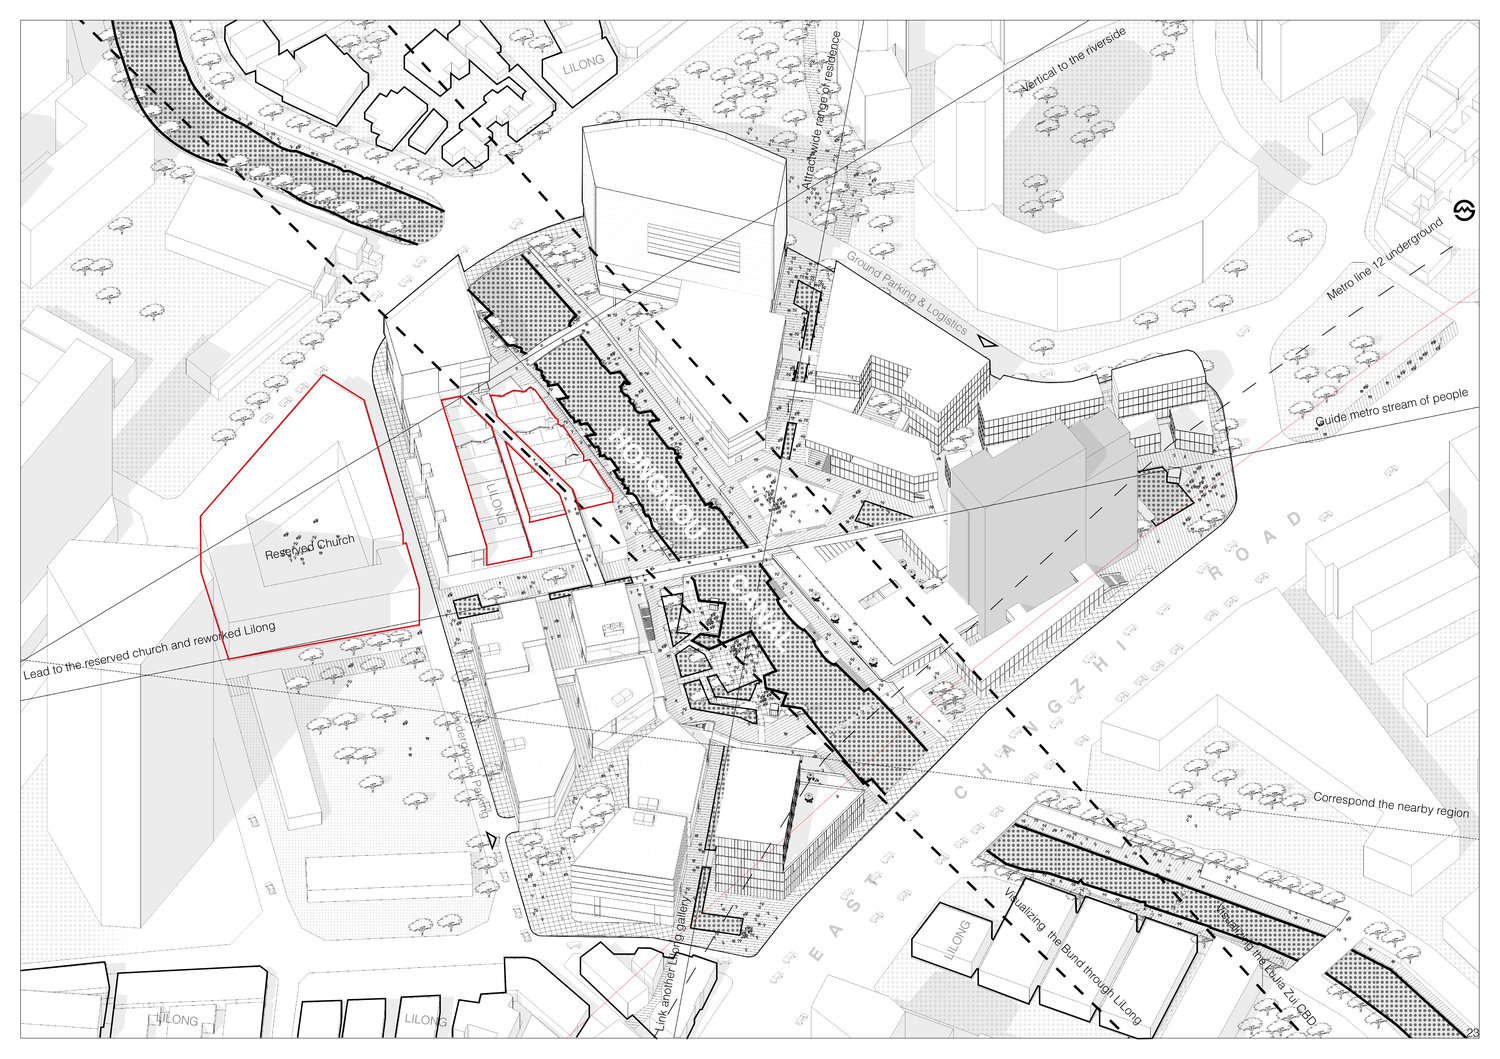 LILONG
Attract wide range of residence
Vertical to the riverside
Metro line 12 underground
Ground Parking & Logistics
Guide metro stream of people
HONGKOU
CANAL
LILONG
Reserved Church
Lead to the reserved church and reworked Lilong
EAST CHANGZHI ROAD
Underground Parking
Correspond the nearby region
Link another Lilong gallery
LILONG
Visualizing the Bund through LiLong
Visualizing the LuJia Zui CBD
LILONG
LILONG
23